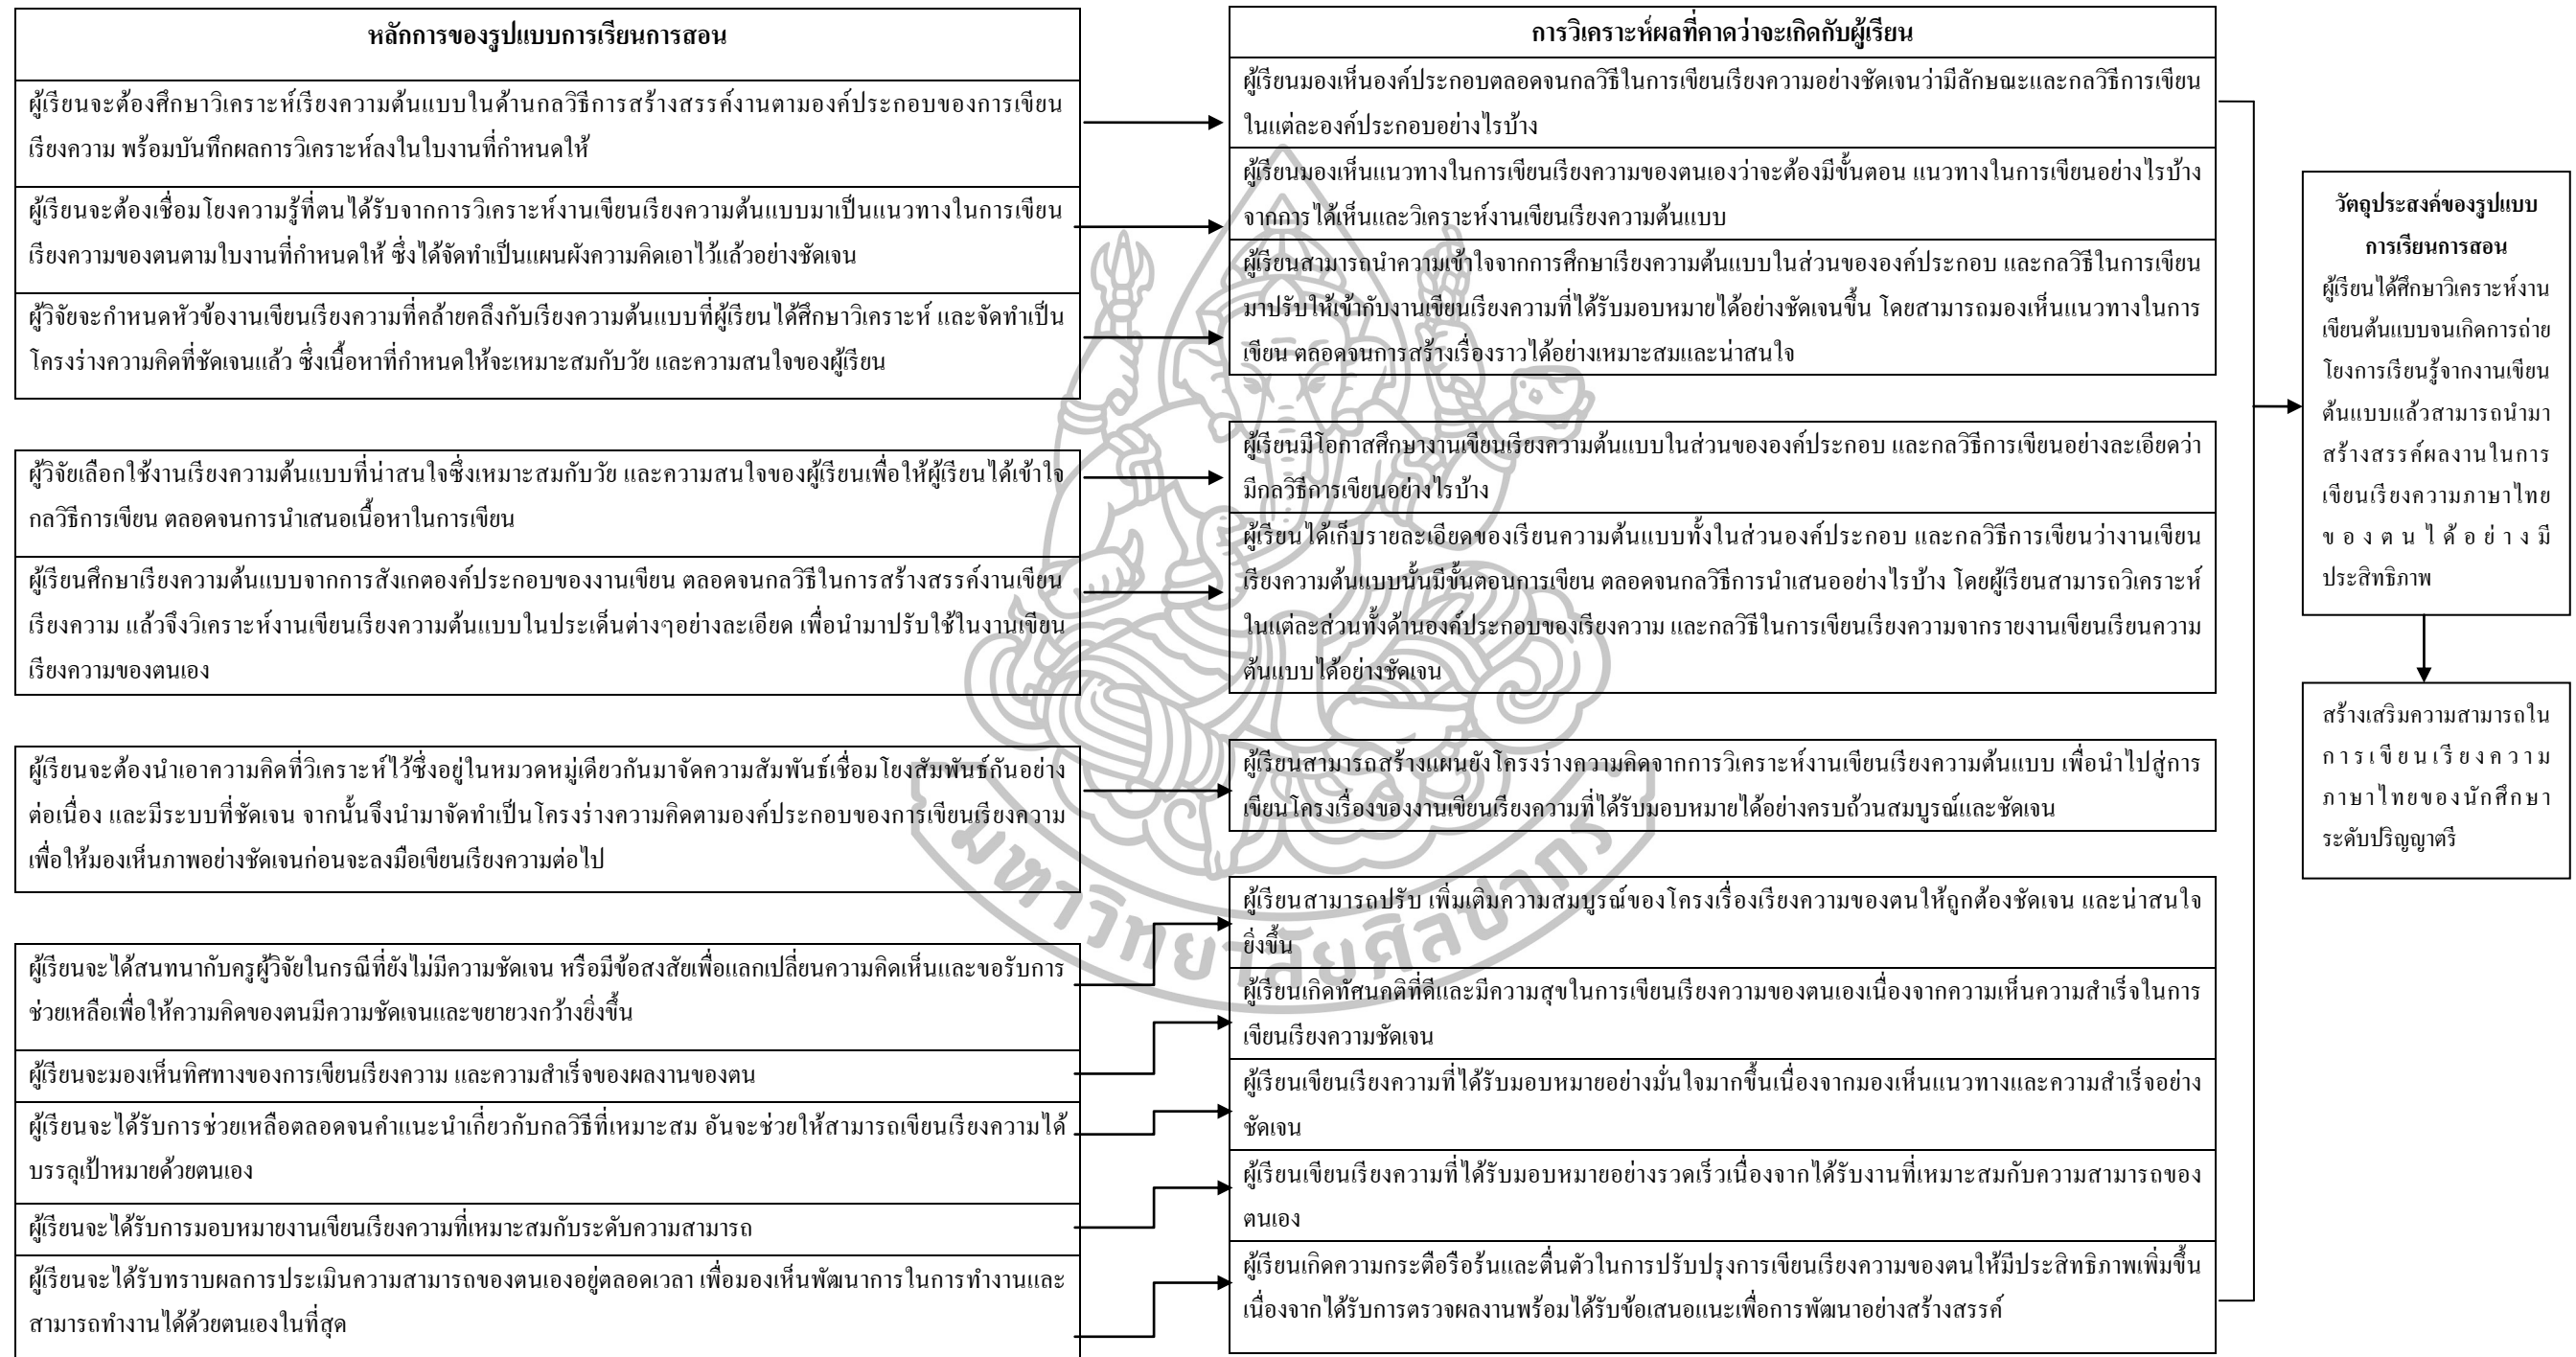 หลักการของรูปแบบการเรียนการสอน
ผู้เรียนจะต้องศึกษาวิเคราะห์เรียงความต้นแบบในด้านกลวิธีการสร้างสรรค์งานตามองค์ประกอบของการเขียน
เรียงความ พร้อมบันทึกผลการวิเคราะห์ลงในใบงานที่กำหนดให้
ผู้เรียนจะต้องเชื่อมโยงความรู้ที่ตนได้รับจากการวิเคราะห์งานเขียนเรียงความต้นแบบมาเป็นแนวทางในการเขียน
เรียงความของตนตามใบงานที่กำหนดให้ ซึ่งได้จัดทำเป็นแผนผังความคิดเอาไว้แล้วอย่างชัดเจน
ผู้วิจัยจะกำหนดหัวข้องานเขียนเรียงความที่คล้ายคลึงกับเรียงความต้นแบบที่ผู้เรียนได้ศึกษาวิเคราะห์ และจัดทำเป็น
โครงร่างความคิดที่ชัดเจนแล้ว ซึ่งเนื้อหาที่กำหนดให้จะเหมาะสมกับวัย และความสนใจของผู้เรียน
ผู้วิจัยเลือกใช้งานเรียงความต้นแบบที่น่าสนใจซึ่งเหมาะสมกับวัย และความสนใจของผู้เรียนเพื่อให้ผู้เรียนได้เข้าใจ
กลวิธีการเขียน ตลอดจนการนำเสนอเนื้อหาในการเขียน
ผู้เรียนศึกษาเรียงความต้นแบบจากการสังเกตองค์ประกอบของงานเขียน ตลอดจนกลวิธีในการสร้างสรรค์งานเขียน
เรียงความ แล้วจึงวิเคราะห์งานเขียนเรียงความต้นแบบในประเด็นต่างๆอย่างละเอียด เพื่อนำมาปรับใช้ในงานเขียน
เรียงความของตนเอง
ผู้เรียนจะต้องนำเอาความคิดที่วิเคราะห์ไว้ซึ่งอยู่ในหมวดหมู่เดียวกันมาจัดความสัมพันธ์เชื่อมโยงสัมพันธ์กันอย่าง
ต่อเนื่อง และมีระบบที่ชัดเจน จากนั้นจึงนำมาจัดทำเป็นโครงร่างความคิดตามองค์ประกอบของการเขียนเรียงความ
เพื่อให้มองเห็นภาพอย่างชัดเจนก่อนจะลงมือเขียนเรียงความต่อไป
ผู้เรียนจะได้สนทนากับครูผู้วิจัยในกรณีที่ยังไม่มีความชัดเจน หรือมีข้อสงสัยเพื่อแลกเปลี่ยนความคิดเห็นและขอรับการ
ช่วยเหลือเพื่อให้ความคิดของตนมีความชัดเจนและขยายวงกว้างยิ่งขึ้น
ผู้เรียนจะมองเห็นทิศทางของการเขียนเรียงความ และความสำเร็จของผลงานของตน
ผู้เรียนจะได้รับการช่วยเหลือตลอดจนคำแนะนำเกี่ยวกับกลวิธีที่เหมาะสม อันจะช่วยให้สามารถเขียนเรียงความได้
บรรลุเป้าหมายด้วยตนเอง
ผู้เรียนจะได้รับการมอบหมายงานเขียนเรียงความที่เหมาะสมกับระดับความสามารถ
ผู้เรียนจะได้รับทราบผลการประเมินความสามารถของตนเองอยู่ตลอดเวลา เพื่อมองเห็นพัฒนาการในการทำงานและ
สามารถทำงานได้ด้วยตนเองในที่สุด
การวิเคราะห์ผลที่คาดว่าจะเกิดกับผู้เรียน
ผู้เรียนมองเห็นองค์ประกอบตลอดจนกลวิธีในการเขียนเรียงความอย่างชัดเจนว่ามีลักษณะและกลวิธีการเขียน
ในแต่ละองค์ประกอบอย่างไรบ้าง
ผู้เรียนมองเห็นแนวทางในการเขียนเรียงความของตนเองว่าจะต้องมีขั้นตอน แนวทางในการเขียนอย่างไรบ้าง
จากการได้เห็นและวิเคราะห์งานเขียนเรียงความต้นแบบ
ผู้เรียนสามารถนำความเข้าใจจากการศึกษาเรียงความต้นแบบในส่วนขององค์ประกอบ และกลวิธีในการเขียน
มาปรับให้เข้ากับงานเขียนเรียงความที่ได้รับมอบหมายได้อย่างชัดเจนขึ้น โดยสามารถมองเห็นแนวทางในการ
เขียน ตลอดจนการสร้างเรื่องราวได้อย่างเหมาะสมและน่าสนใจ
ผู้เรียนมีโอกาสศึกษางานเขียนเรียงความต้นแบบในส่วนขององค์ประกอบ และกลวิธีการเขียนอย่างละเอียดว่า
มีกลวิธีการเขียนอย่างไรบ้าง
ผู้เรียนได้เก็บรายละเอียดของเรียนความต้นแบบทั้งในส่วนองค์ประกอบ และกลวิธีการเขียนว่างานเขียน
เรียงความต้นแบบนั้นมีขั้นตอนการเขียน ตลอดจนกลวิธีการนำเสนออย่างไรบ้าง โดยผู้เรียนสามารถวิเคราะห์
ในแต่ละส่วนทั้งด้านองค์ประกอบของเรียงความ และกลวิธีในการเขียนเรียงความจากรายงานเขียนเรียนความ
ต้นแบบได้อย่างชัดเจน
ผู้เรียนสามารถสร้างแผนยังโครงร่างความคิดจากการวิเคราะห์งานเขียนเรียงความต้นแบบ เพื่อนำไปสู่การ
เขียนโครงเรื่องของงานเขียนเรียงความที่ได้รับมอบหมายได้อย่างครบถ้วนสมบูรณ์และชัดเจน
ผู้เรียนสามารถปรับ เพิ่มเติมความสมบูรณ์ของโครงเรื่องเรียงความของตนให้ถูกต้องชัดเจน และน่าสนใจ
ยิ่งขึ้น
ผู้เรียนเกิดทัศนคติที่ดีและมีความสุขในการเขียนเรียงความของตนเองเนื่องจากความเห็นความสำเร็จในการ
เขียนเรียงความชัดเจน
ผู้เรียนเขียนเรียงความที่ได้รับมอบหมายอย่างมั่นใจมากขึ้นเนื่องจากมองเห็นแนวทางและความสำเร็จอย่าง
ชัดเจน
ผู้เรียนเขียนเรียงความที่ได้รับมอบหมายอย่างรวดเร็วเนื่องจากได้รับงานที่เหมาะสมกับความสามารถของ
ตนเอง
ผู้เรียนเกิดความกระตือรือร้นและตื่นตัวในการปรับปรุงการเขียนเรียงความของตนให้มีประสิทธิภาพเพิ่มขึ้น
เนื่องจากได้รับการตรวจผลงานพร้อมได้รับข้อเสนอแนะเพื่อการพัฒนาอย่างสร้างสรรค์
วัตถุประสงค์ของรูปแบบ
การเรียนการสอน
ผู้เรียนได้ศึกษาวิเคราะห์งาน
เขียนต้นแบบจนเกิดการถ่าย
โยงการเรียนรู้จากงานเขียน
ต้นแบบแล้วสามารถนำมา
สร้างสรรค์ผลงานในการ
เขียนเรียงความภาษาไทย
ของตนได้อย่างมี
ประสิทธิภาพ
สร้างเสริมความสามารถใน
การเขียนเรียงความ
ภาษาไทยของนักศึกษา
ระดับปริญญาตรี
มหาวิทยาลัยศิลปากร